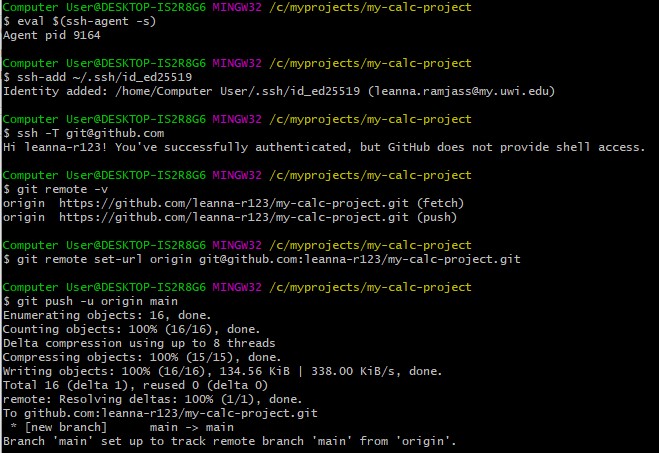 Computer User@DESKTOP-IS2R8G6 MINGW32 /c/myprojects/my-calc-project
$ eval $(ssh-agent -s)
Agent pid 9164
Computer User@DESKTOP-IS2R8G6 MINGW32 /c/myprojects/my-calc-project
$ ssh-add ~/.ssh/id_ed25519
Identity added: /home/Computer User/.ssh/id_ed25519 (leanna.ramjass@my.uwi.edu)
Computer User@DESKTOP-IS2R8G6 MINGW32 /c/myprojects/my-calc-project
$ ssh -T git@github.com
Hi leanna-r123! You've successfully authenticated, but GitHub does not provide shell access.
Computer User@DESKTOP-IS2R8G6 MINGW32 /c/myprojects/my-calc-project
$ git remote -v
origin  https://github.com/leanna-r123/my-calc-project.git (fetch)
origin  https://github.com/leanna-r123/my-calc-project.git (push)
Computer User@DESKTOP-IS2R8G6 MINGW32 /c/myprojects/my-calc-project
$ git remote set-url origin git@github.com:leanna-r123/my-calc-project.git
Computer User@DESKTOP-IS2R8G6 MINGW32 /c/myprojects/my-calc-project
$ git push -u origin main
Enumerating objects: 16, done.
Counting objects: 100% (16/16), done.
Delta compression using up to 8 threads
Compressing objects: 100% (15/15), done.
Writing objects: 100% (16/16), 134.56 KiB | 338.00 KiB/s, done.
Total 16 (delta 1), reused 0 (delta 0)
remote: Resolving deltas: 100% (1/1), done.
To github.com:leanna-r123/my-calc-project.git
 * [new branch]      main -> main
Branch 'main' set up to track remote branch 'main' from 'origin'.